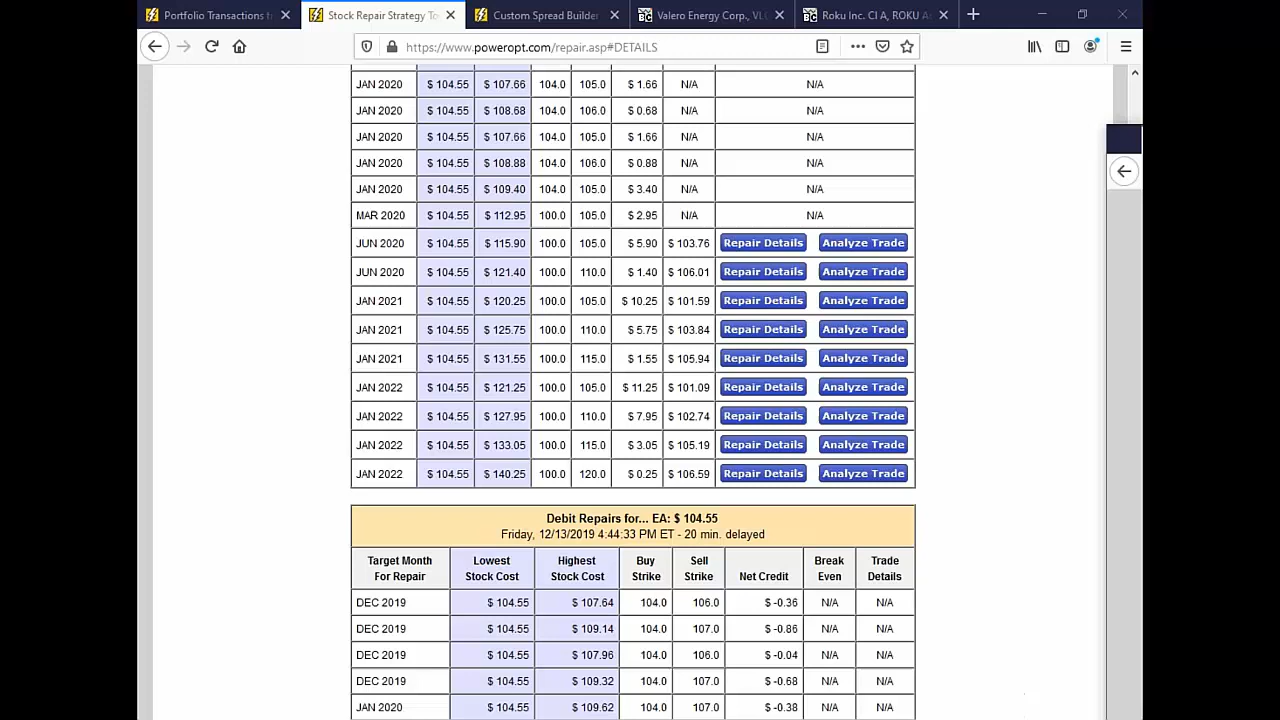 Portfolio Transactions t
Stock Repair Strategy To
Custom Spread Builder
Valero Energy Corp., VL
Roku Inc. Cl A, ROKU A
https://www.poweropt.com/repair.asp#DETAILS
JAN 2020 $ 104.55 $ 107.66 104.0 105.0 $ 1.66 N/A N/A
JAN 2020 $ 104.55 $ 108.68 104.0 106.0 $ 0.68 N/A N/A
JAN 2020 $ 104.55 $ 107.66 104.0 105.0 $ 1.66 N/A N/A
JAN 2020 $ 104.55 $ 108.88 104.0 106.0 $ 0.88 N/A N/A
JAN 2020 $ 104.55 $ 109.40 104.0 105.0 $ 3.40 N/A N/A
MAR 2020 $ 104.55 $ 112.95 100.0 105.0 $ 2.95 N/A N/A
JUN 2020 $ 104.55 $ 115.90 100.0 105.0 $ 5.90 $ 103.76 Repair Details Analyze Trade
JUN 2020 $ 104.55 $ 121.40 100.0 110.0 $ 1.40 $ 106.01 Repair Details Analyze Trade
JAN 2021 $ 104.55 $ 120.25 100.0 105.0 $ 10.25 $ 101.59 Repair Details Analyze Trade
JAN 2021 $ 104.55 $ 125.75 100.0 110.0 $ 5.75 $ 103.84 Repair Details Analyze Trade
JAN 2021 $ 104.55 $ 131.55 100.0 115.0 $ 1.55 $ 105.94 Repair Details Analyze Trade
JAN 2022 $ 104.55 $ 121.25 100.0 105.0 $ 11.25 $ 101.09 Repair Details Analyze Trade
JAN 2022 $ 104.55 $ 127.95 100.0 110.0 $ 7.95 $ 102.74 Repair Details Analyze Trade
JAN 2022 $ 104.55 $ 133.05 100.0 115.0 $ 3.05 $ 105.19 Repair Details Analyze Trade
JAN 2022 $ 104.55 $ 140.25 100.0 120.0 $ 0.25 $ 106.59 Repair Details Analyze Trade
Debit Repairs for... EA: $ 104.55
Friday, 12/13/2019 4:44:33 PM ET - 20 min. delayed
Target Month Lowest Highest Buy Sell Break Trade
For Repair Stock Cost Stock Cost Strike Strike Net Credit Even Details
DEC 2019 $ 104.55 $ 107.64 104.0 106.0 $ -0.36 N/A N/A
DEC 2019 $ 104.55 $ 109.14 104.0 107.0 $ -0.86 N/A N/A
DEC 2019 $ 104.55 $ 107.96 104.0 106.0 $ -0.04 N/A N/A
DEC 2019 $ 104.55 $ 109.32 104.0 107.0 $ -0.68 N/A N/A
JAN 2020 $ 104.55 $ 109.62 104.0 107.0 $ -0.38 N/A N/A